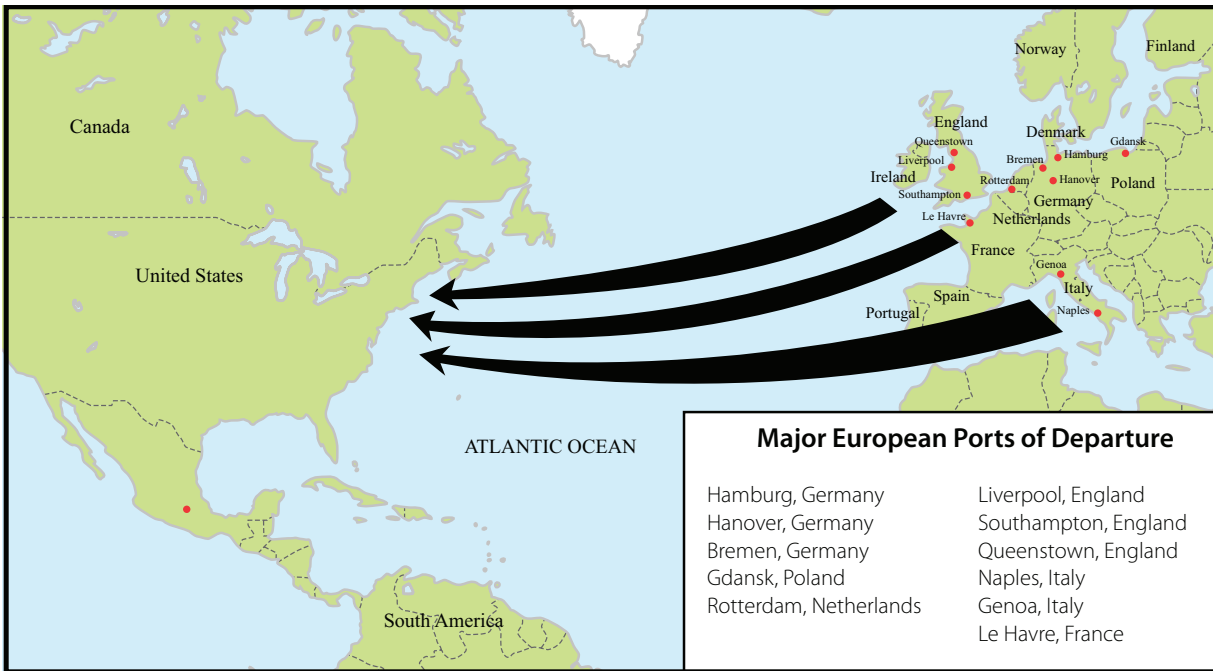 Norway
Finland
Canada
England
Denmark
Queenstown
Gdansk
Liverpool
Bremen
Hamburg
Ireland
Rotterdam
Hanover
Poland
Southampton
Germany
Le Havre
Netherlands
France
United States
Genoa
Spain
Italy
Portugal
Naples
ATLANTIC OCEAN
South America
Major European Ports of Departure
Hamburg, Germany
Hanover, Germany
Bremen, Germany
Gdansk, Poland
Rotterdam, Netherlands
Liverpool, England
Southampton, England
Queenstown, England
Naples, Italy
Genoa, Italy
Le Havre, France